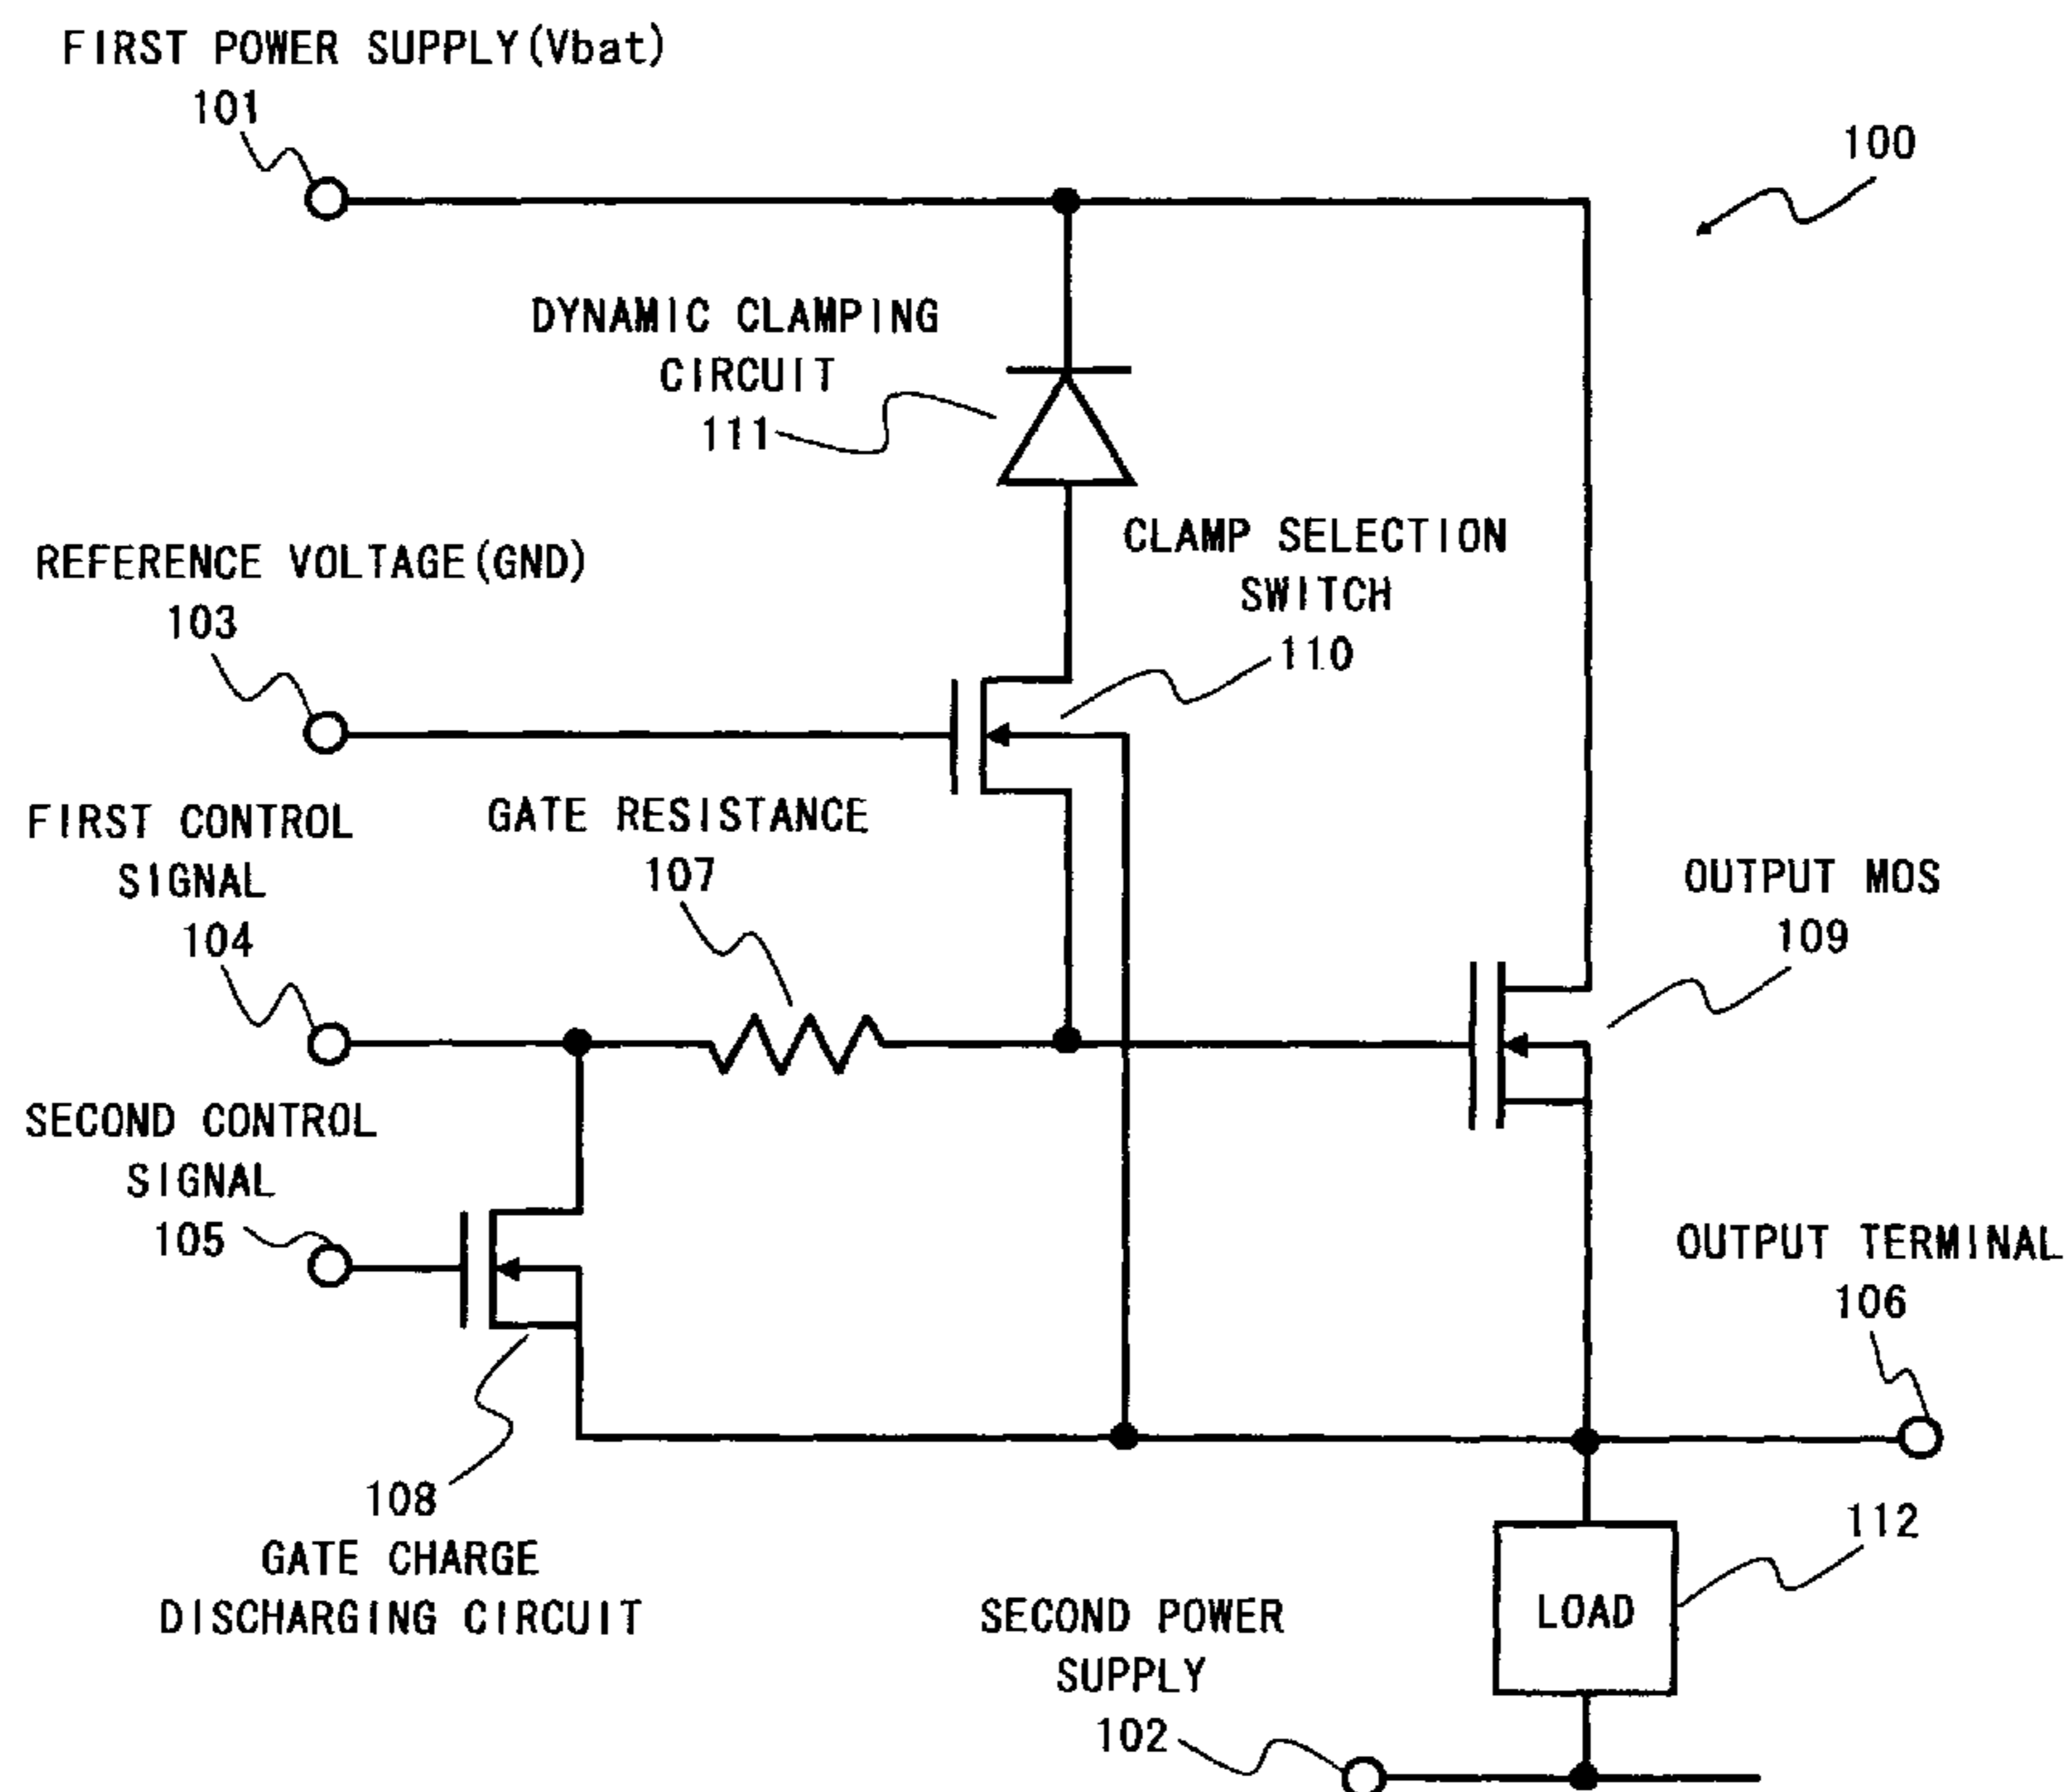 FIRST POWER SUPPLY(Vbat)
101
100
DYNAMIC CLAMPING
CIRCUIT
111
CLAMP SELECTION
SWITCH
110
REFERENCE VOLTAGE(GND)
103
GATE RESISTANCE
107
FIRST CONTROL
SIGNAL
104
OUTPUT MOS
109
SECOND CONTROL
SIGNAL
105
OUTPUT TERMINAL
106
108
GATE CHARGE
DISCHARGING CIRCUIT
112
LOAD
SECOND POWER
SUPPLY
102